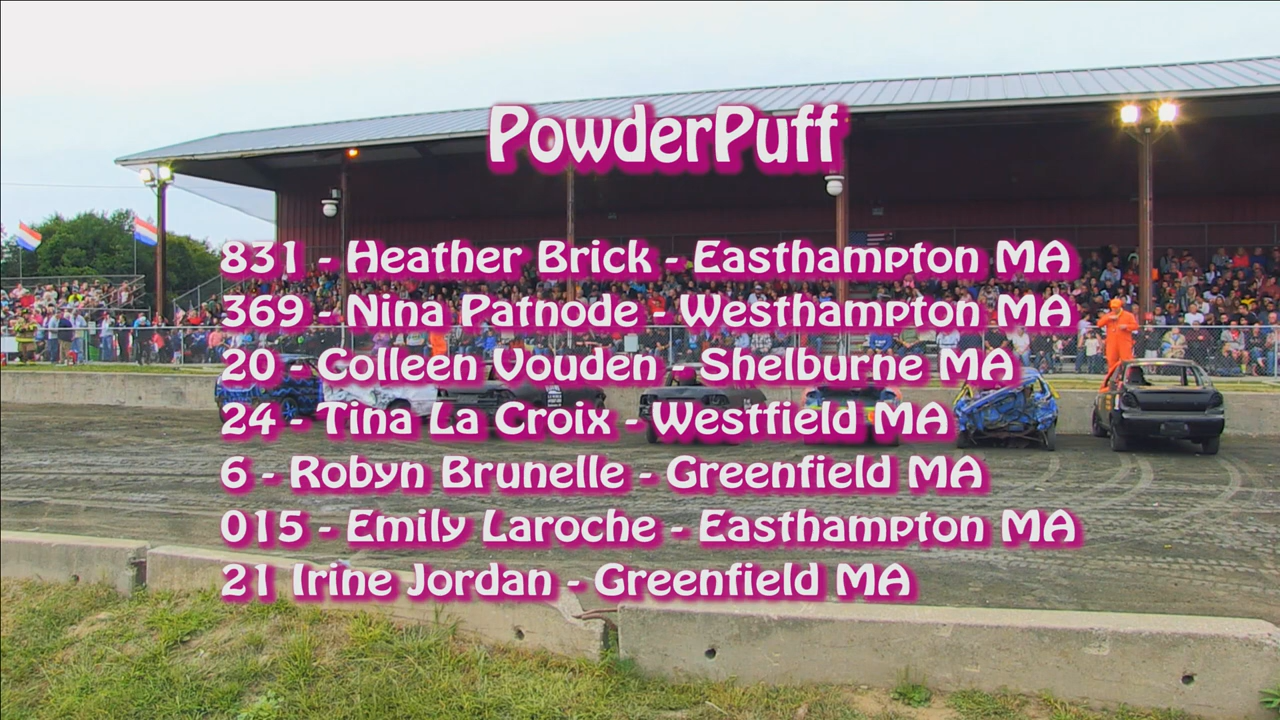 PowderPuff
831 - Heather Brick - Easthampton MA
369 - Nina Patnode - Westhampton MA
20 - Colleen Vouden - Shelburne MA
24 - Tina La Croix - Westfield MA
6 - Robyn Brunelle - Greenfield MA
015 - Emily Laroche - Easthampton MA
21 Irine Jordan - Greenfield MA